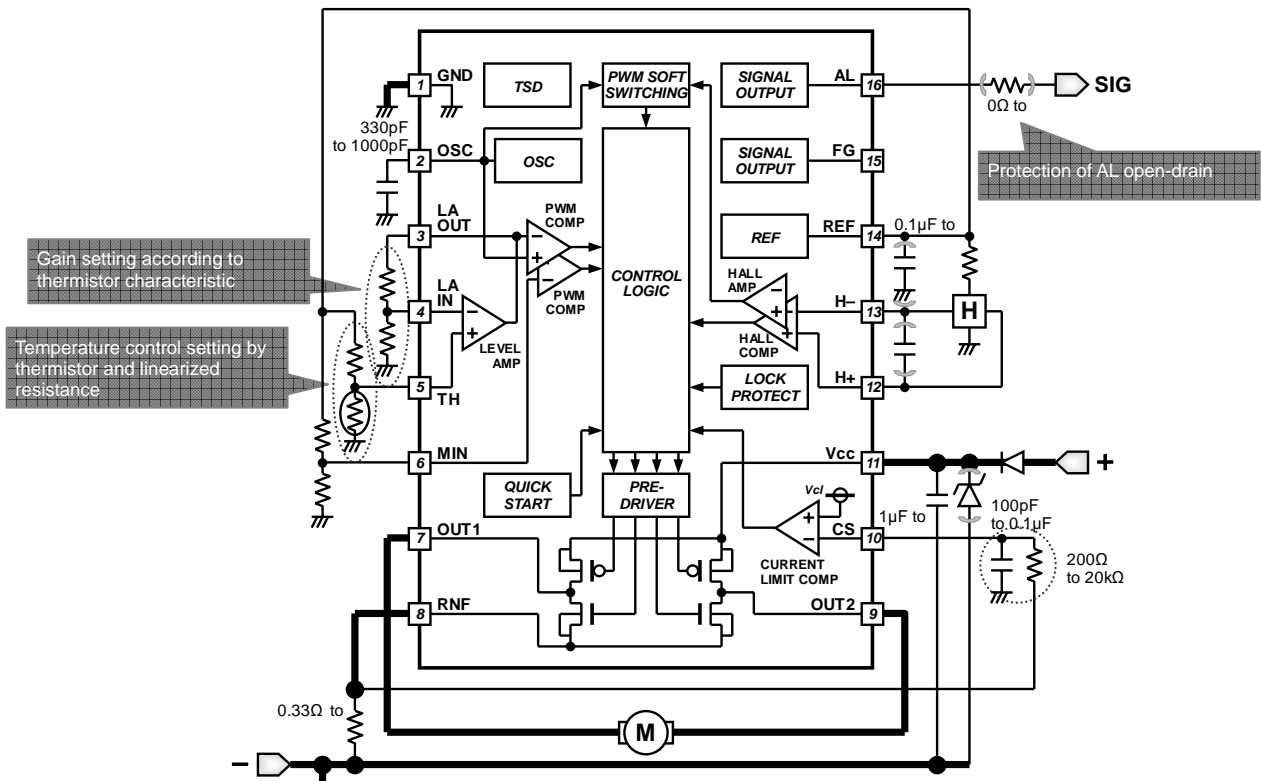 1
GND
TSD
PWM SOFT
SWITCHING
SIGNAL
OUTPUT
AL
16
SIG
0Ω to
330pF
to 1000pF
2
OSC
OSC
SIGNAL
OUTPUT
FG
15
Protection of AL open-drain
LA
OUT
3
PWM
COMP
REF
REF
14
0.1µF to
Gain setting according to
thermistor characteristic
CONTROL
LOGIC
PWM
COMP
HALL
AMP
LA
IN
4
LEVEL
AMP
H–
13
H
HALL
COMP
Temperature control setting by
thermistor and linearized
resistance
5
TH
LOCK
PROTECT
H+
12
MIN
6
Vcc
11
+
QUICK
START
PRE-
DRIVER
Vcl
1µF to
100pF
to 0.1µF
OUT1
7
CS
10
CURRENT
LIMIT COMP
200Ω
to 20kΩ
RNF
8
OUT2
9
0.33Ω to
M
–